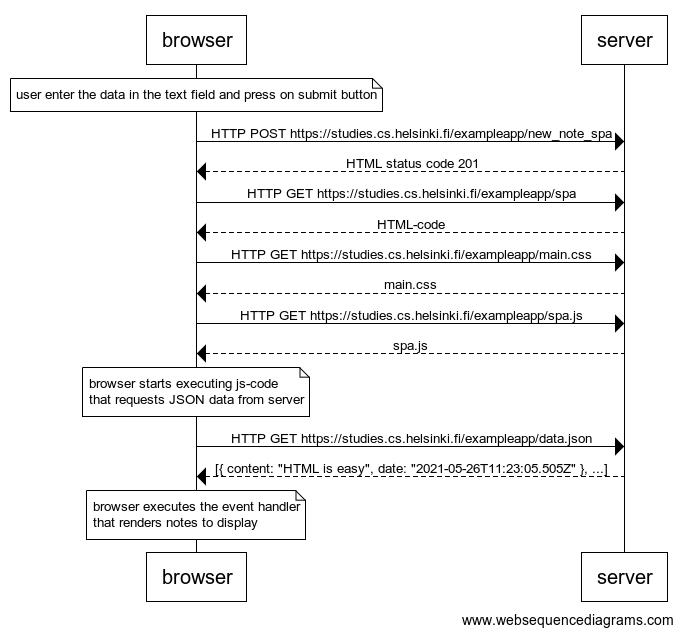 browser
server
user enter the data in the text field and press on submit button
HTTP POST https://studies.cs.helsinki.fi/exampleapp/new_note_spa
HTML status code 201
HTTP GET https://studies.cs.helsinki.fi/exampleapp/spa
HTML-code
HTTP GET https://studies.cs.helsinki.fi/exampleapp/main.css
main.css
HTTP GET https://studies.cs.helsinki.fi/exampleapp/spa.js
spa.js
browser starts executing js-code
that requests JSON data from server
HTTP GET https://studies.cs.helsinki.fi/exampleapp/data.json
[{ content: "HTML is easy", date: "2021-05-26T11:23:05.505Z" }, ...]
browser executes the event handler
that renders notes to display
browser
server
www.websequencediagrams.com